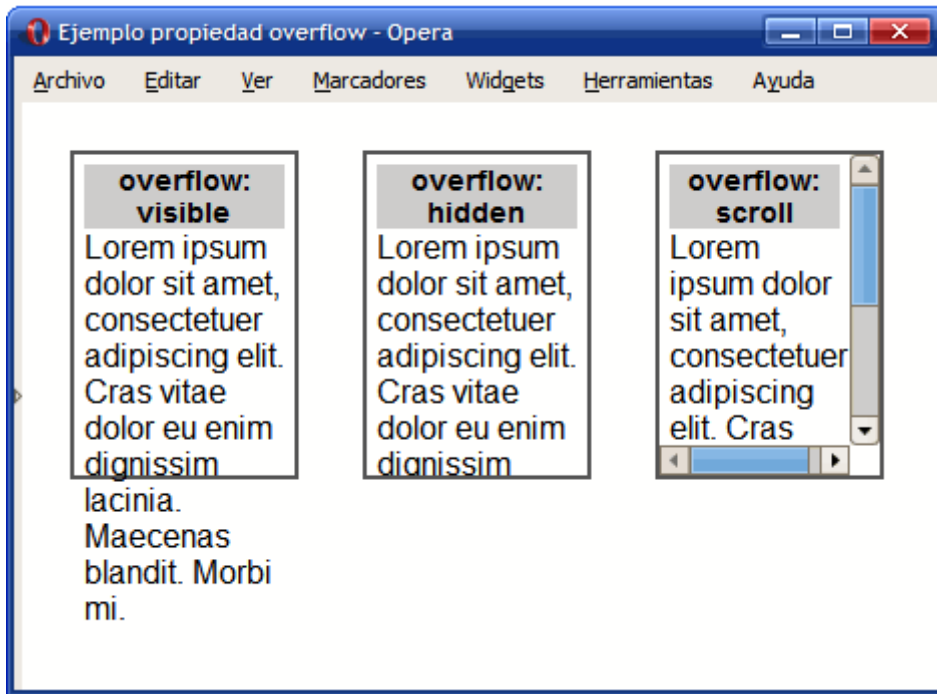 Ejemplo propiedad overflow - Opera
Archivo Editar Ver Marcadores Widgets Herramientas Ayuda
overflow:
visible
Lorem ipsum
dolor sit amet,
consectetuer
adipiscing elit.
Cras vitae
dolor eu enim
dignissim
lacinia.
Maecenas
blandit. Morbi
mi.
overflow:
hidden
Lorem ipsum
dolor sit amet,
consectetuer
adipiscing elit.
Cras vitae
dolor eu enim
dignissim
overflow:
scroll
Lorem
ipsum dolor
sit amet,
consectetuer
adipiscing
elit. Cras